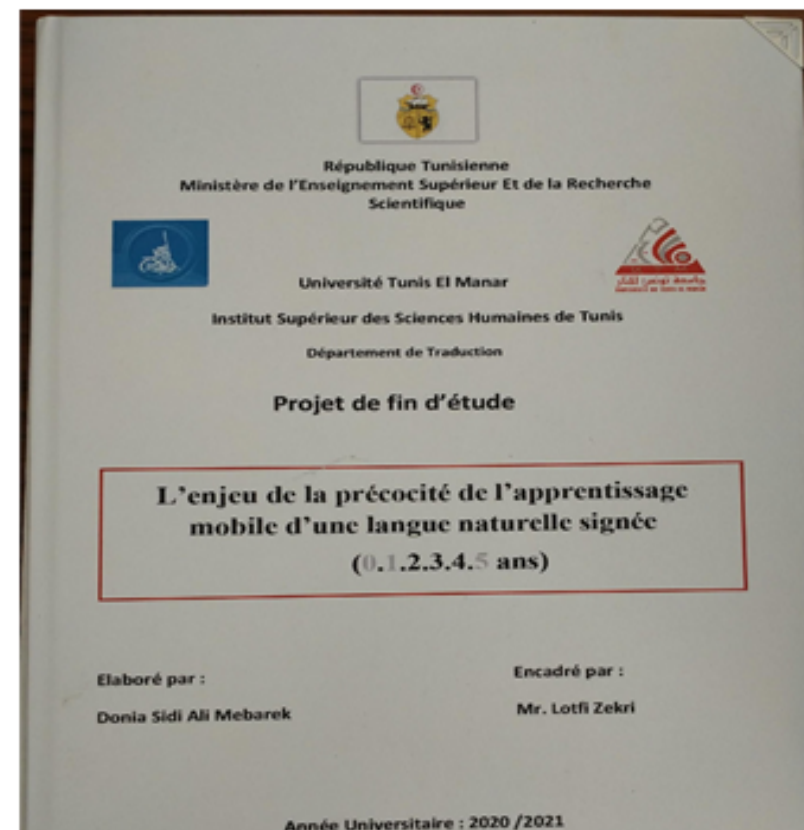 République Tunisienne
Ministère de l'Enseignement Supérieur Et de la Recherche
Scientifique
Université Tunis El Manar
جامعة تونس المنار
Institut Supérieur des Sciences Humaines de Tunis
Département de Traduction
Projet de fin d'étude
L'enjeu de la précocité de l'apprentissage
mobile d'une langue naturelle signée
(0.1.2.3.4.5 ans)
Elaboré par :
Encadré par :
Donia Sidi Ali Mebarek
Mr. Lotfi Zekri
Année Universitaire : 2020 /2021